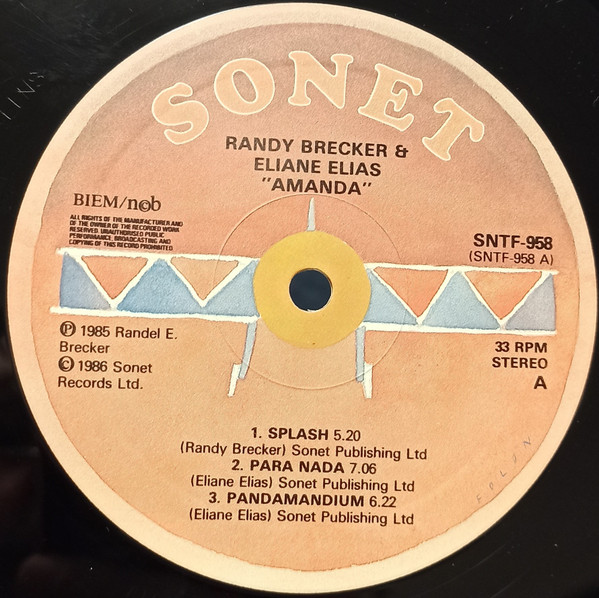 SONET
RANDY BRECKER &
ELIANE ELIAS
"AMANDA"
BIEM/ncb
ALL RIGHTS OF THE MANUFACTURER AND
OF THE OWNER OF THE RECORDED WORK
RESERVED. UNAUTHORISED PUBLIC
PERFORMANCE, BROADCASTING AND
COPYING OF THIS RECORD PROHIBITED
SNTF-958
(SNTF-958 A)
℗ 1985 Randel E.
Brecker
© 1986 Sonet
Records Ltd.
33 RPM
STEREO
A
1. SPLASH 5.20
(Randy Brecker) Sonet Publishing Ltd
2. PARA NADA 7.06
(Eliane Elias) Sonet Publishing Ltd
3. PANDAMANDIUM 6.22
(Eliane Elias) Sonet Publishing Ltd
FOLON